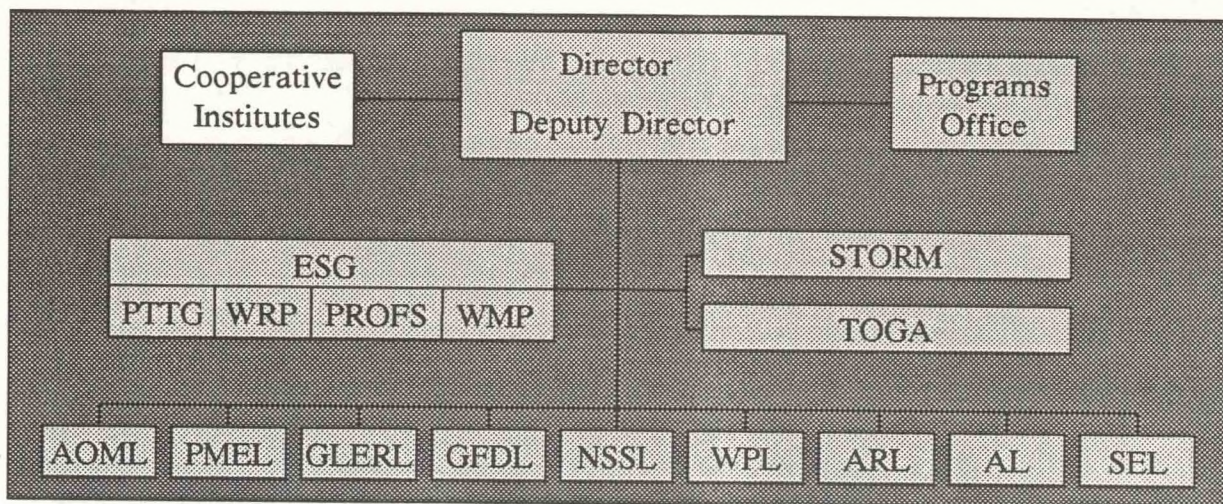 Cooperative
Institutes
Director
Deputy Director
Programs
Office
ESG
PTTG WRP PROFS WMP
STORM
TOGA
AOML PMEL GLERL GFDL NSSL WPL ARL AL SEL